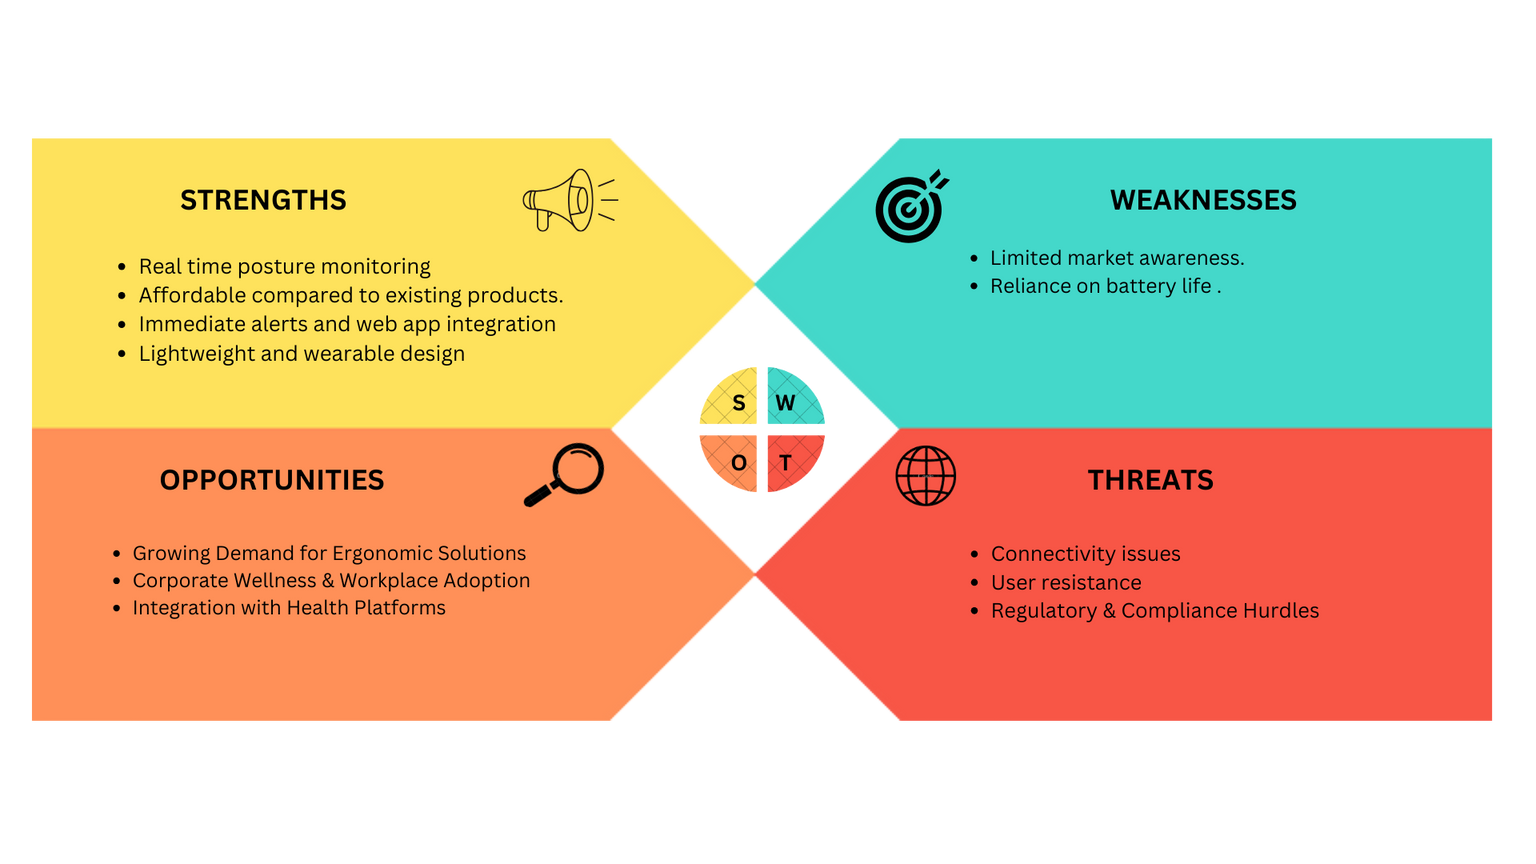 STRENGTHS
• Real time posture monitoring
• Affordable compared to existing products.
• Immediate alerts and web app integration
• Lightweight and wearable design
WEAKNESSES
• Limited market awareness.
• Reliance on battery life .
S W
O T
OPPORTUNITIES
• Growing Demand for Ergonomic Solutions
• Corporate Wellness & Workplace Adoption
• Integration with Health Platforms
THREATS
• Connectivity issues
• User resistance
• Regulatory & Compliance Hurdles